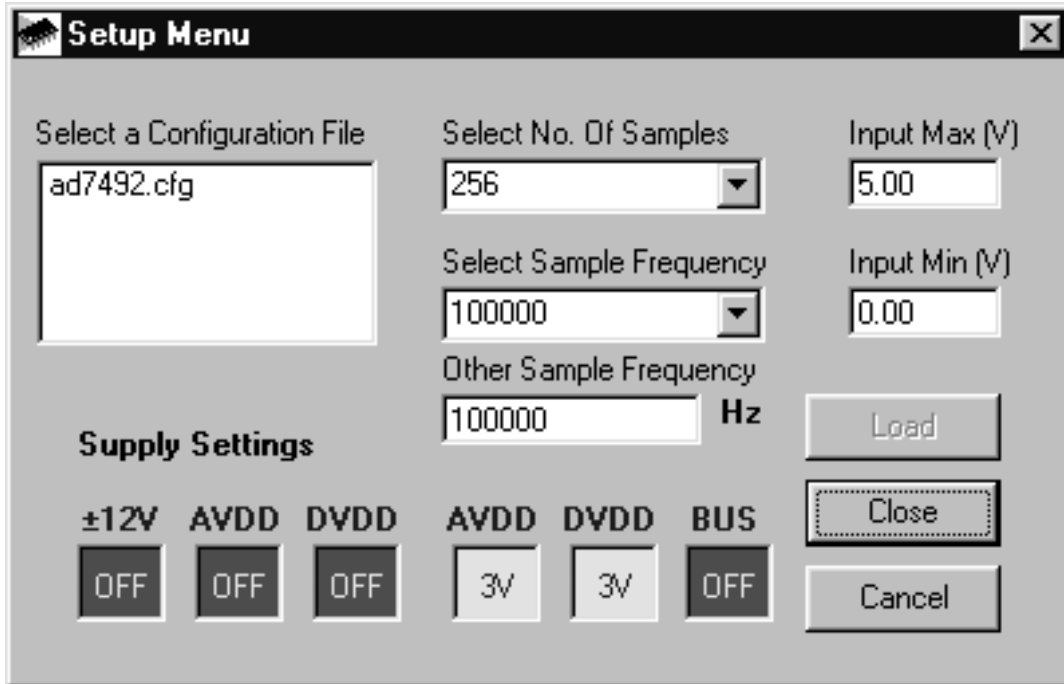 Setup Menu
Select a Configuration File
ad7492.cfg
Select No. Of Samples
256
Input Max (V)
5.00
Select Sample Frequency
100000
Input Min (V)
0.00
Other Sample Frequency
100000 Hz
Load
Supply Settings
Close
±12V AVDD DVDD AVDD DVDD BUS
OFF OFF OFF 3V 3V OFF
Cancel